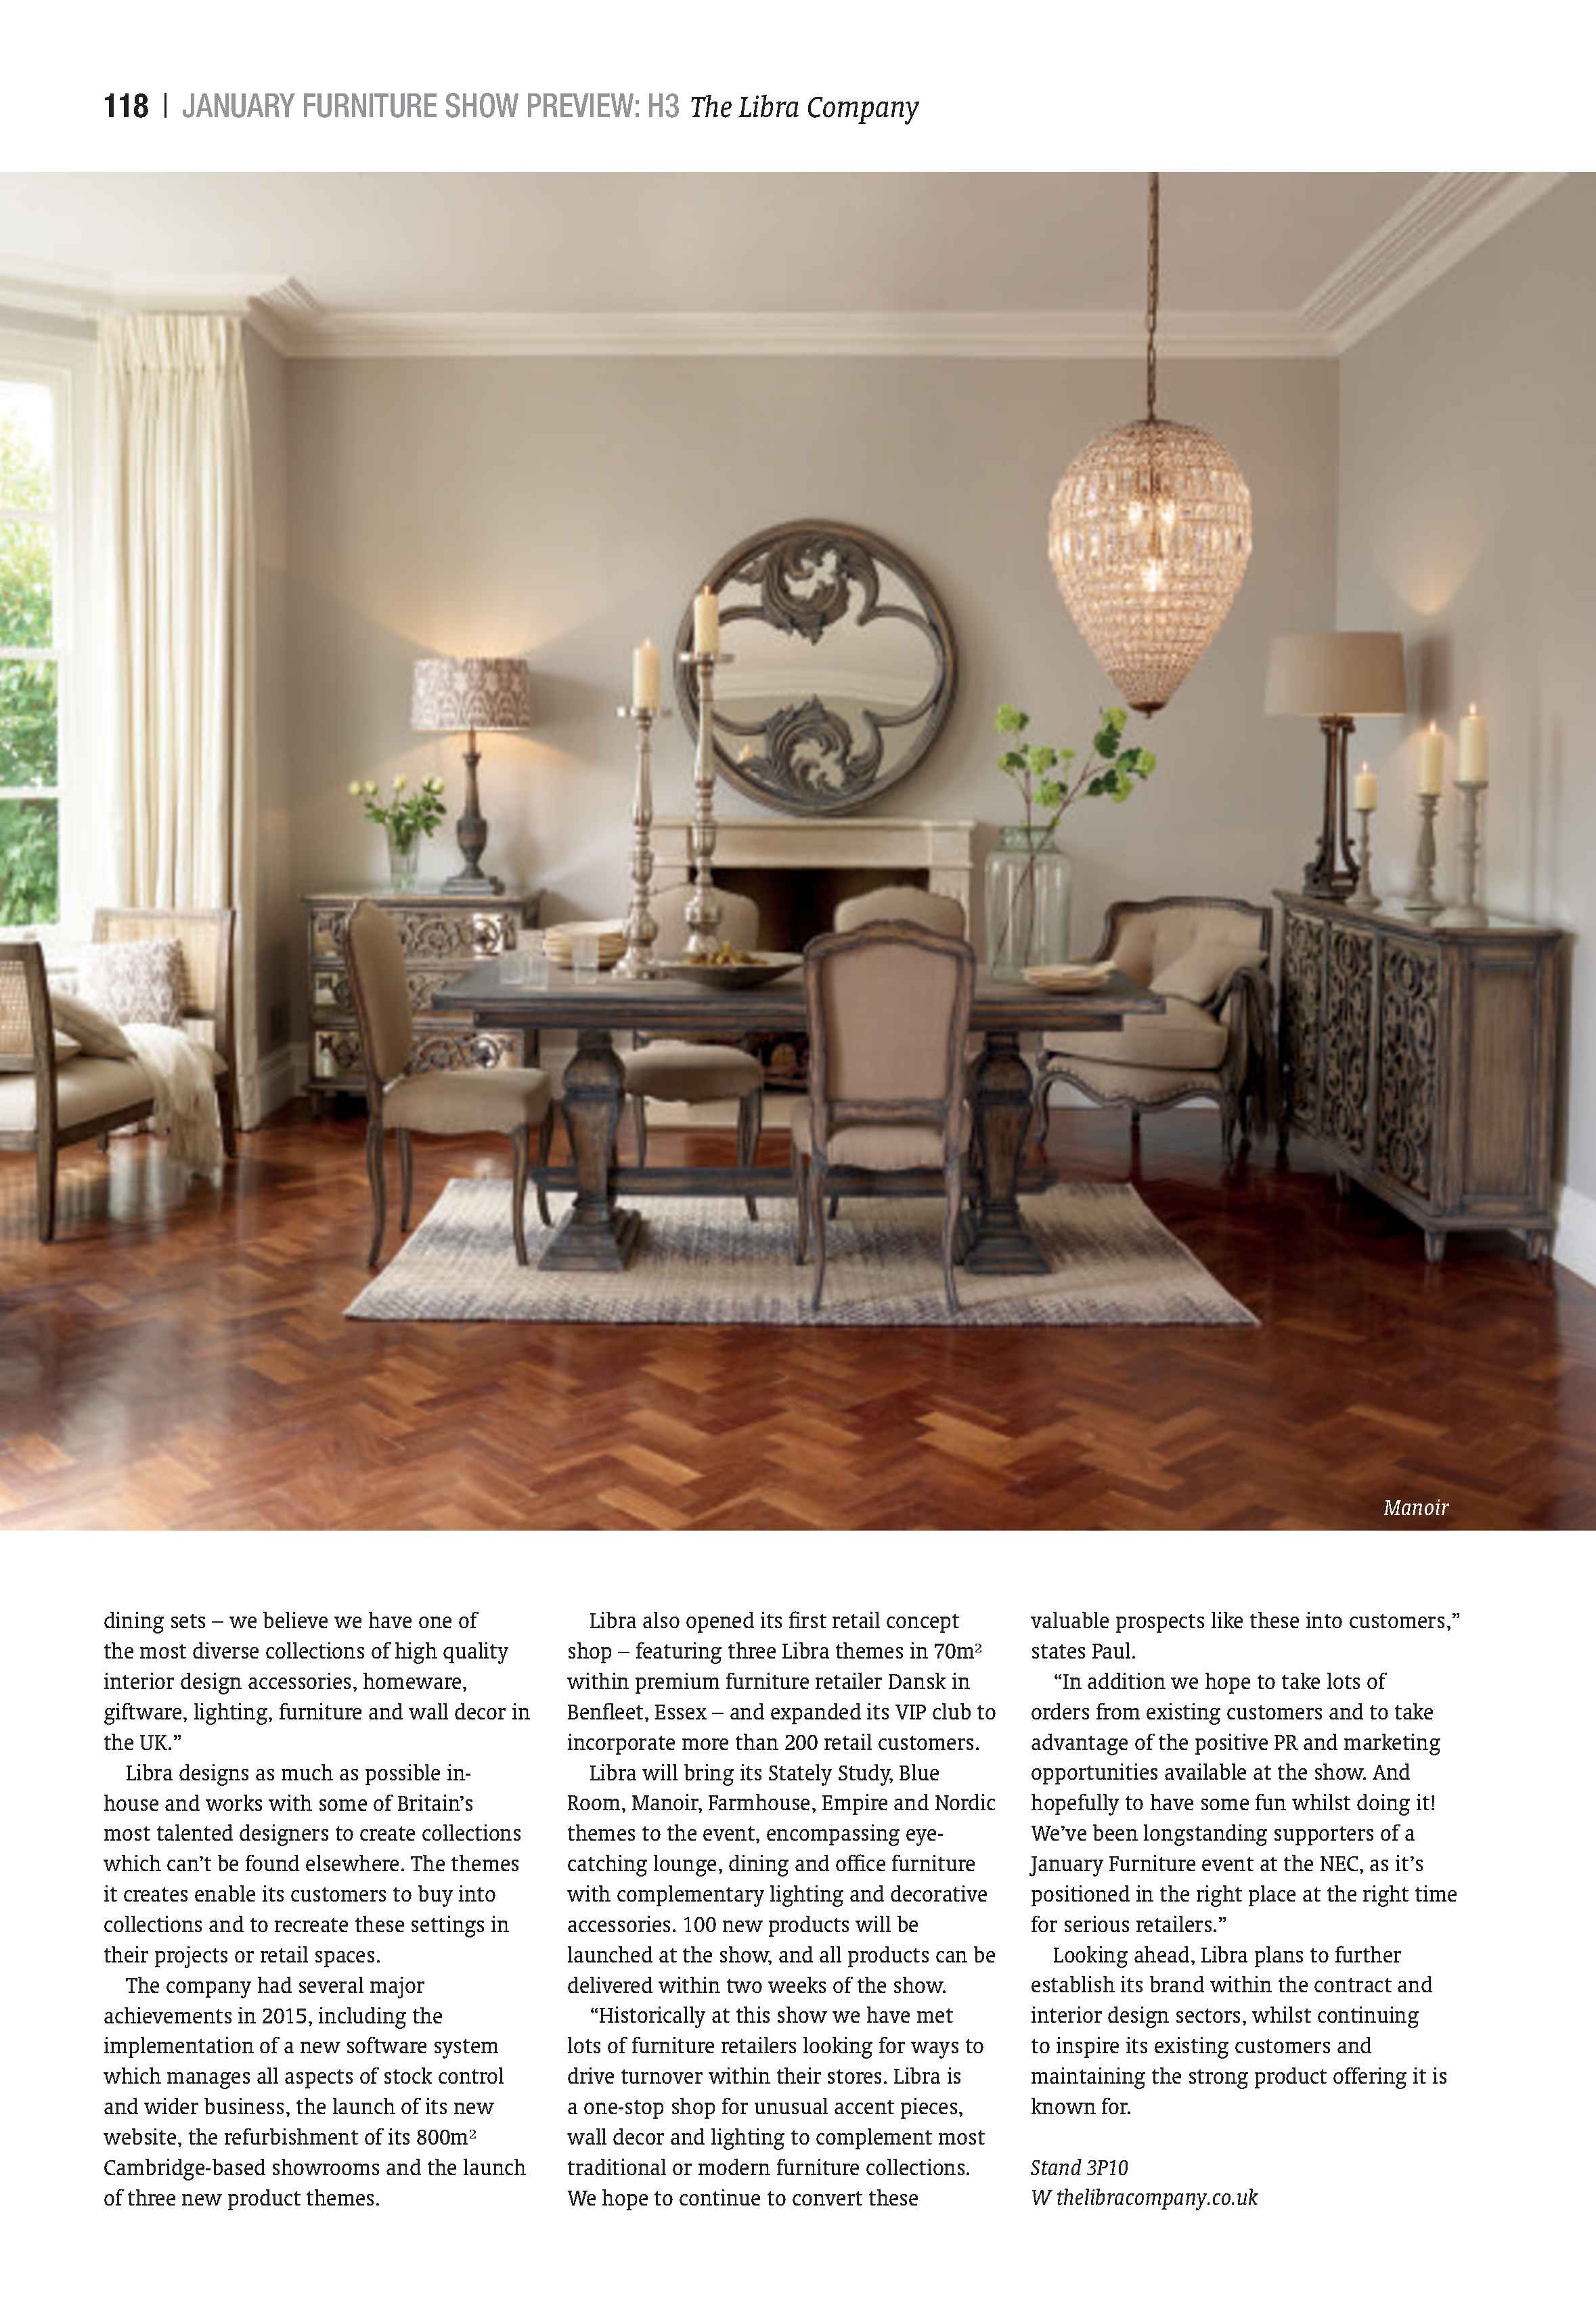 118 | JANUARY FURNITURE SHOW PREVIEW: H3 The Libra Company
Manoir
dining sets – we believe we have one of
the most diverse collections of high quality
interior design accessories, homeware,
giftware, lighting, furniture and wall decor in
the UK.”
Libra designs as much as possible in-
house and works with some of Britain’s
most talented designers to create collections
which can’t be found elsewhere. The themes
it creates enable its customers to buy into
collections and to recreate these settings in
their projects or retail spaces.
The company had several major
achievements in 2015, including the
implementation of a new software system
which manages all aspects of stock control
and wider business, the launch of its new
website, the refurbishment of its 800m²
Cambridge-based showrooms and the launch
of three new product themes.
Libra also opened its first retail concept
shop – featuring three Libra themes in 70m²
within premium furniture retailer Dansk in
Benfleet, Essex – and expanded its VIP club to
incorporate more than 200 retail customers.
Libra will bring its Stately Study, Blue
Room, Manoir, Farmhouse, Empire and Nordic
themes to the event, encompassing eye-
catching lounge, dining and office furniture
with complementary lighting and decorative
accessories. 100 new products will be
launched at the show, and all products can be
delivered within two weeks of the show.
“Historically at this show we have met
lots of furniture retailers looking for ways to
drive turnover within their stores. Libra is
a one-stop shop for unusual accent pieces,
wall decor and lighting to complement most
traditional or modern furniture collections.
We hope to continue to convert these
valuable prospects like these into customers,”
states Paul.
“In addition we hope to take lots of
orders from existing customers and to take
advantage of the positive PR and marketing
opportunities available at the show. And
hopefully to have some fun whilst doing it!
We’ve been longstanding supporters of a
January Furniture event at the NEC, as it’s
positioned in the right place at the right time
for serious retailers.”
Looking ahead, Libra plans to further
establish its brand within the contract and
interior design sectors, whilst continuing
to inspire its existing customers and
maintaining the strong product offering it is
known for.
Stand 3P10
W thelibracompany.co.uk